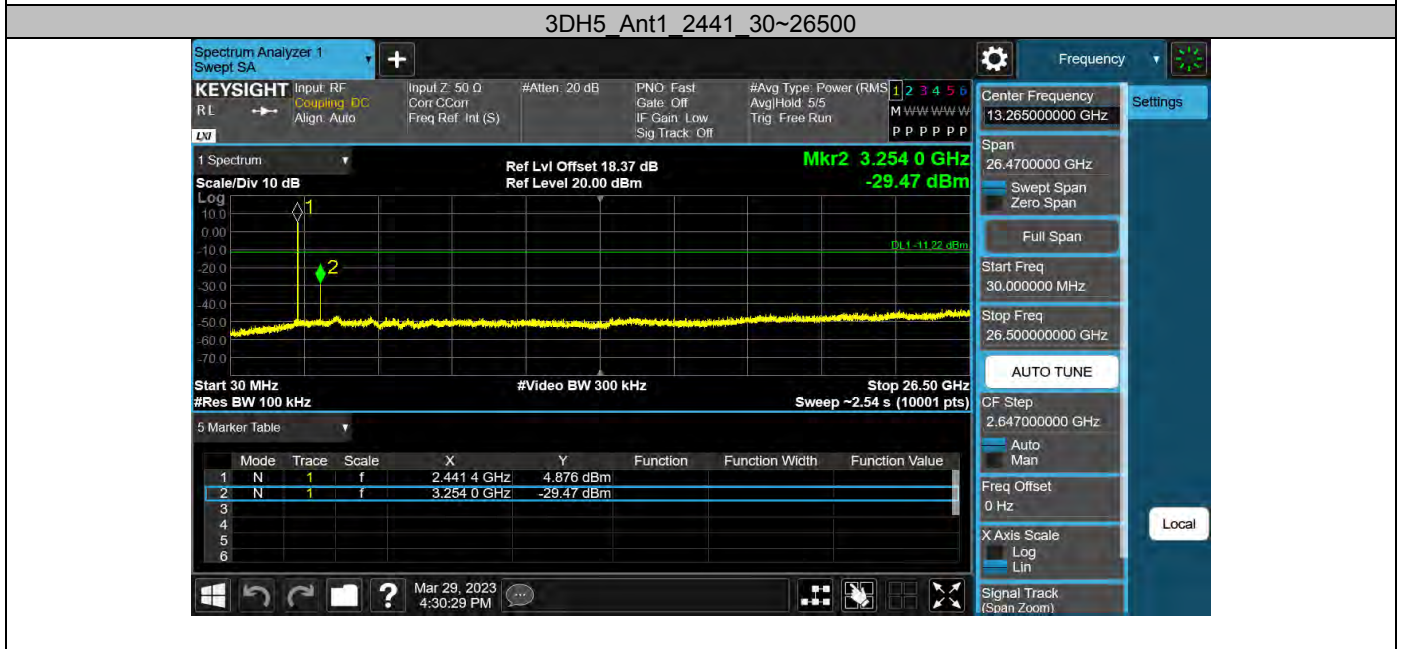 3DH5_Ant1_2441_30~26500
Spectrum Analyzer 1
Swept SA
+
Frequency
KEYSIGHT
RL
LXI
Input: RF
Coupling: DC
Align: Auto
Input Z: 50 Ω
Corr CCorr
Freq Ref: Int (S)
#Atten: 20 dB
PNO: Fast
Gate: Off
IF Gain: Low
Sig Track: Off
#Avg Type: Power (RMS
Avg|Hold: 5/5
Trig: Free Run
1 2 3 4 5 6
M W W W W W
P P P P P P
1 Spectrum
Scale/Div 10 dB
Ref Lvl Offset 18.37 dB
Ref Level 20.00 dBm
Mkr2 3.254 0 GHz
-29.47 dBm
Log
10.0
0.00
-10.0
-20.0
-30.0
-40.0
-50.0
-60.0
-70.0
1
2
DL1 -11.22 dBm
Start 30 MHz
#Res BW 100 kHz
#Video BW 300 kHz
Stop 26.50 GHz
Sweep ~2.54 s (10001 pts)
5 Marker Table
Mode Trace Scale X Y Function Function Width Function Value
1 N 1 f 2.441 4 GHz 4.876 dBm
2 N 1 f 3.254 0 GHz -29.47 dBm
3
4
5
6
?
Mar 29, 2023
4:30:29 PM
Center Frequency
13.265000000 GHz
Settings
Span
26.4700000 GHz
Swept Span
Zero Span
Full Span
Start Freq
30.000000 MHz
Stop Freq
26.500000000 GHz
AUTO TUNE
CF Step
2.647000000 GHz
Auto
Man
Freq Offset
0 Hz
X Axis Scale
Log
Lin
Signal Track
(Span Zoom)
Local